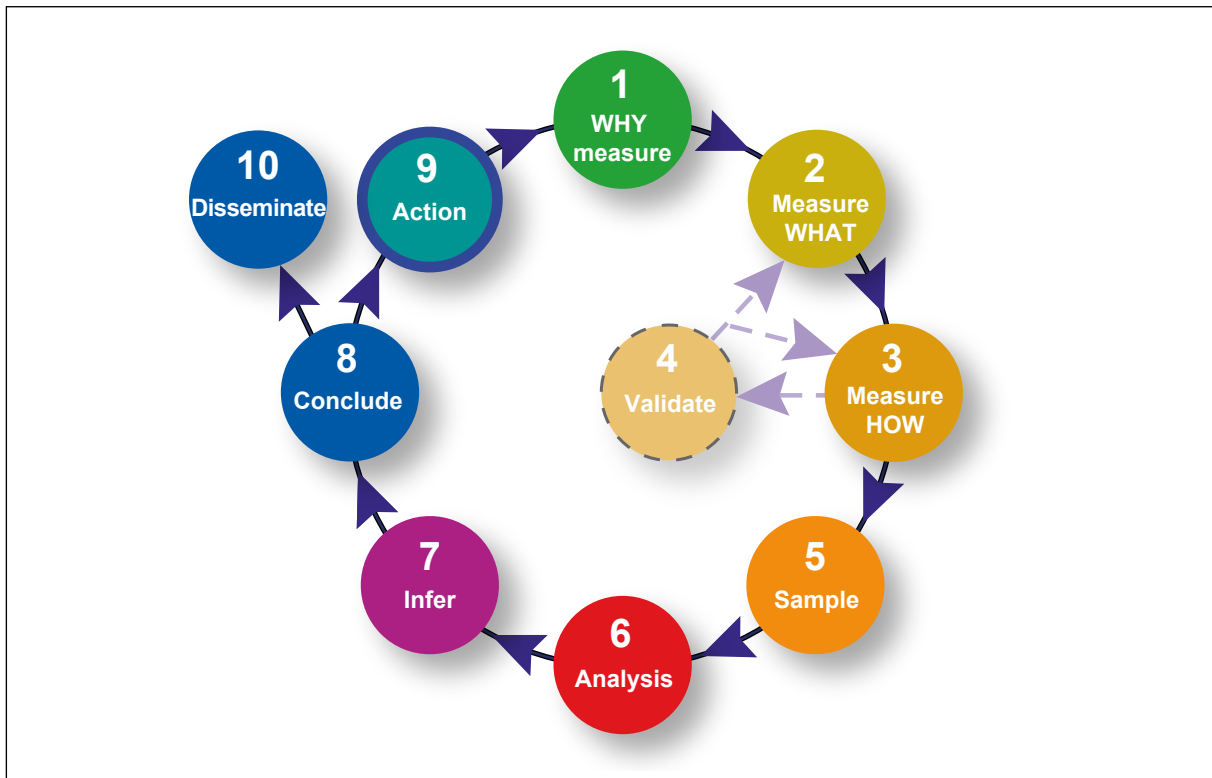 1
WHY
measure
2
Measure
WHAT
3
Measure
HOW
4
Validate
5
Sample
6
Analysis
7
Infer
8
Conclude
9
Action
10
Disseminate